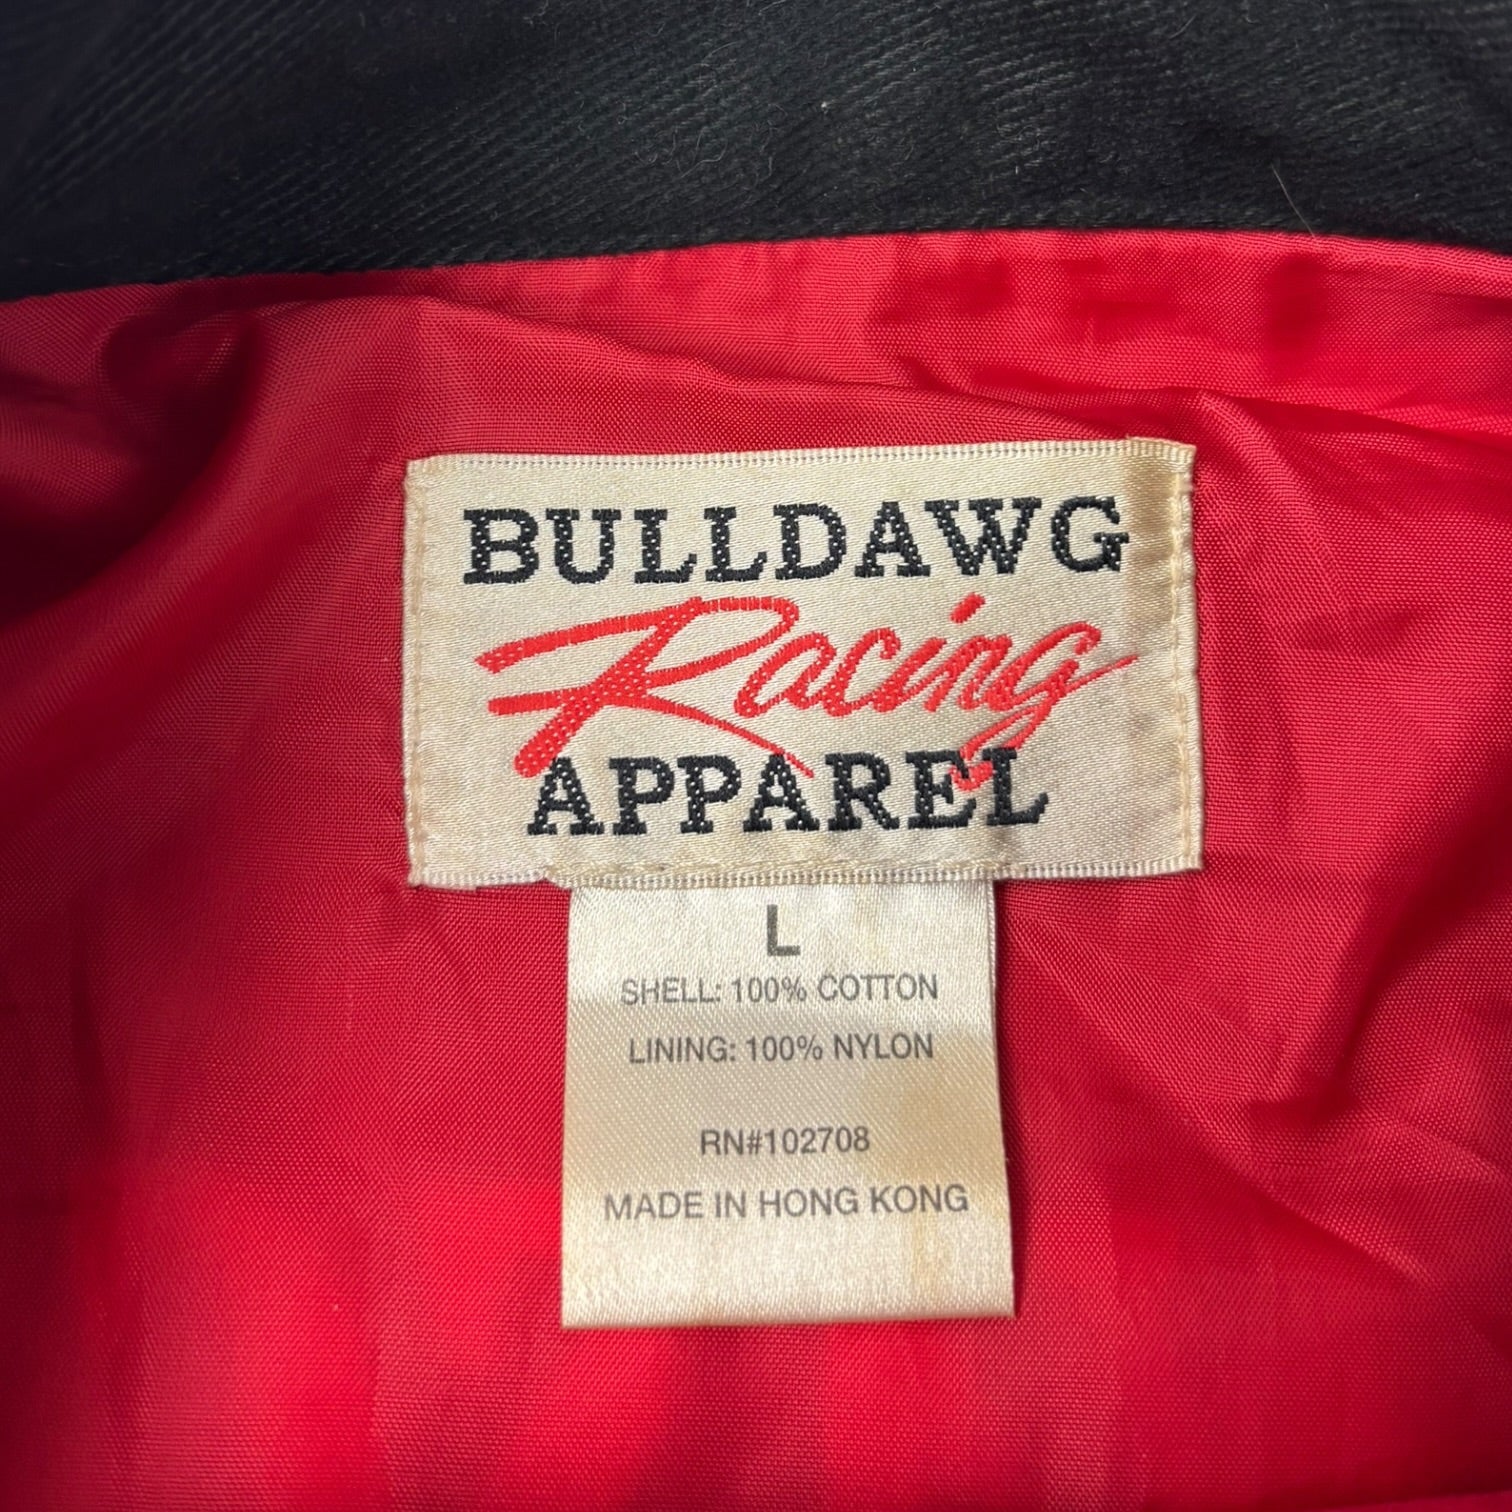 BULLDAWG
Racing
APPAREL
L
SHELL: 100% COTTON
LINING: 100% NYLON
RN#102708
MADE IN HONG KONG